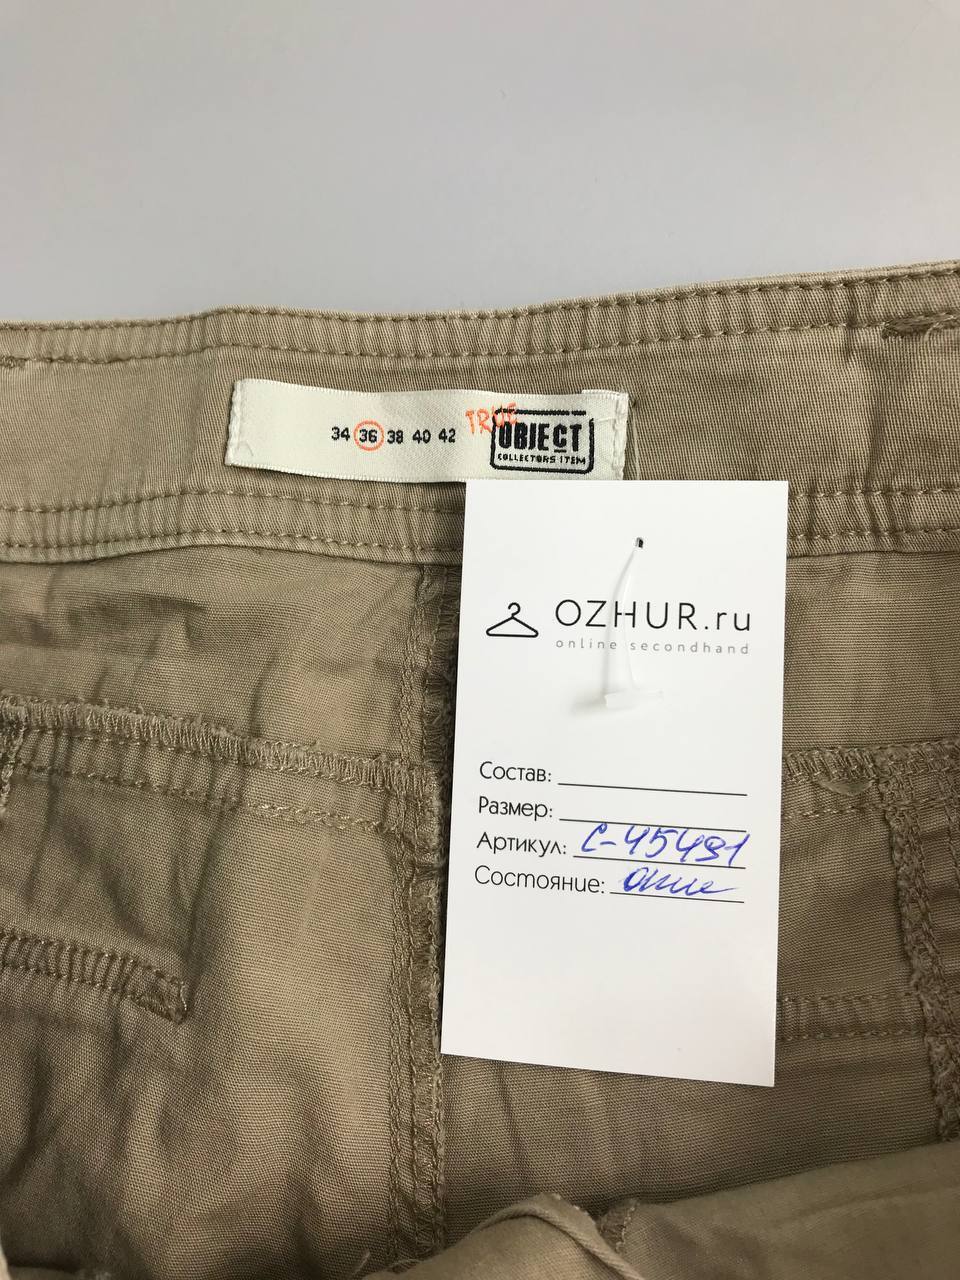 34 36 38 40 42 TRUE
OBJECT
COLLECTORS ITEM
OZHUR.ru
online secondhand
Состав:
Размер:
Артикул: С-45491
Состояние: